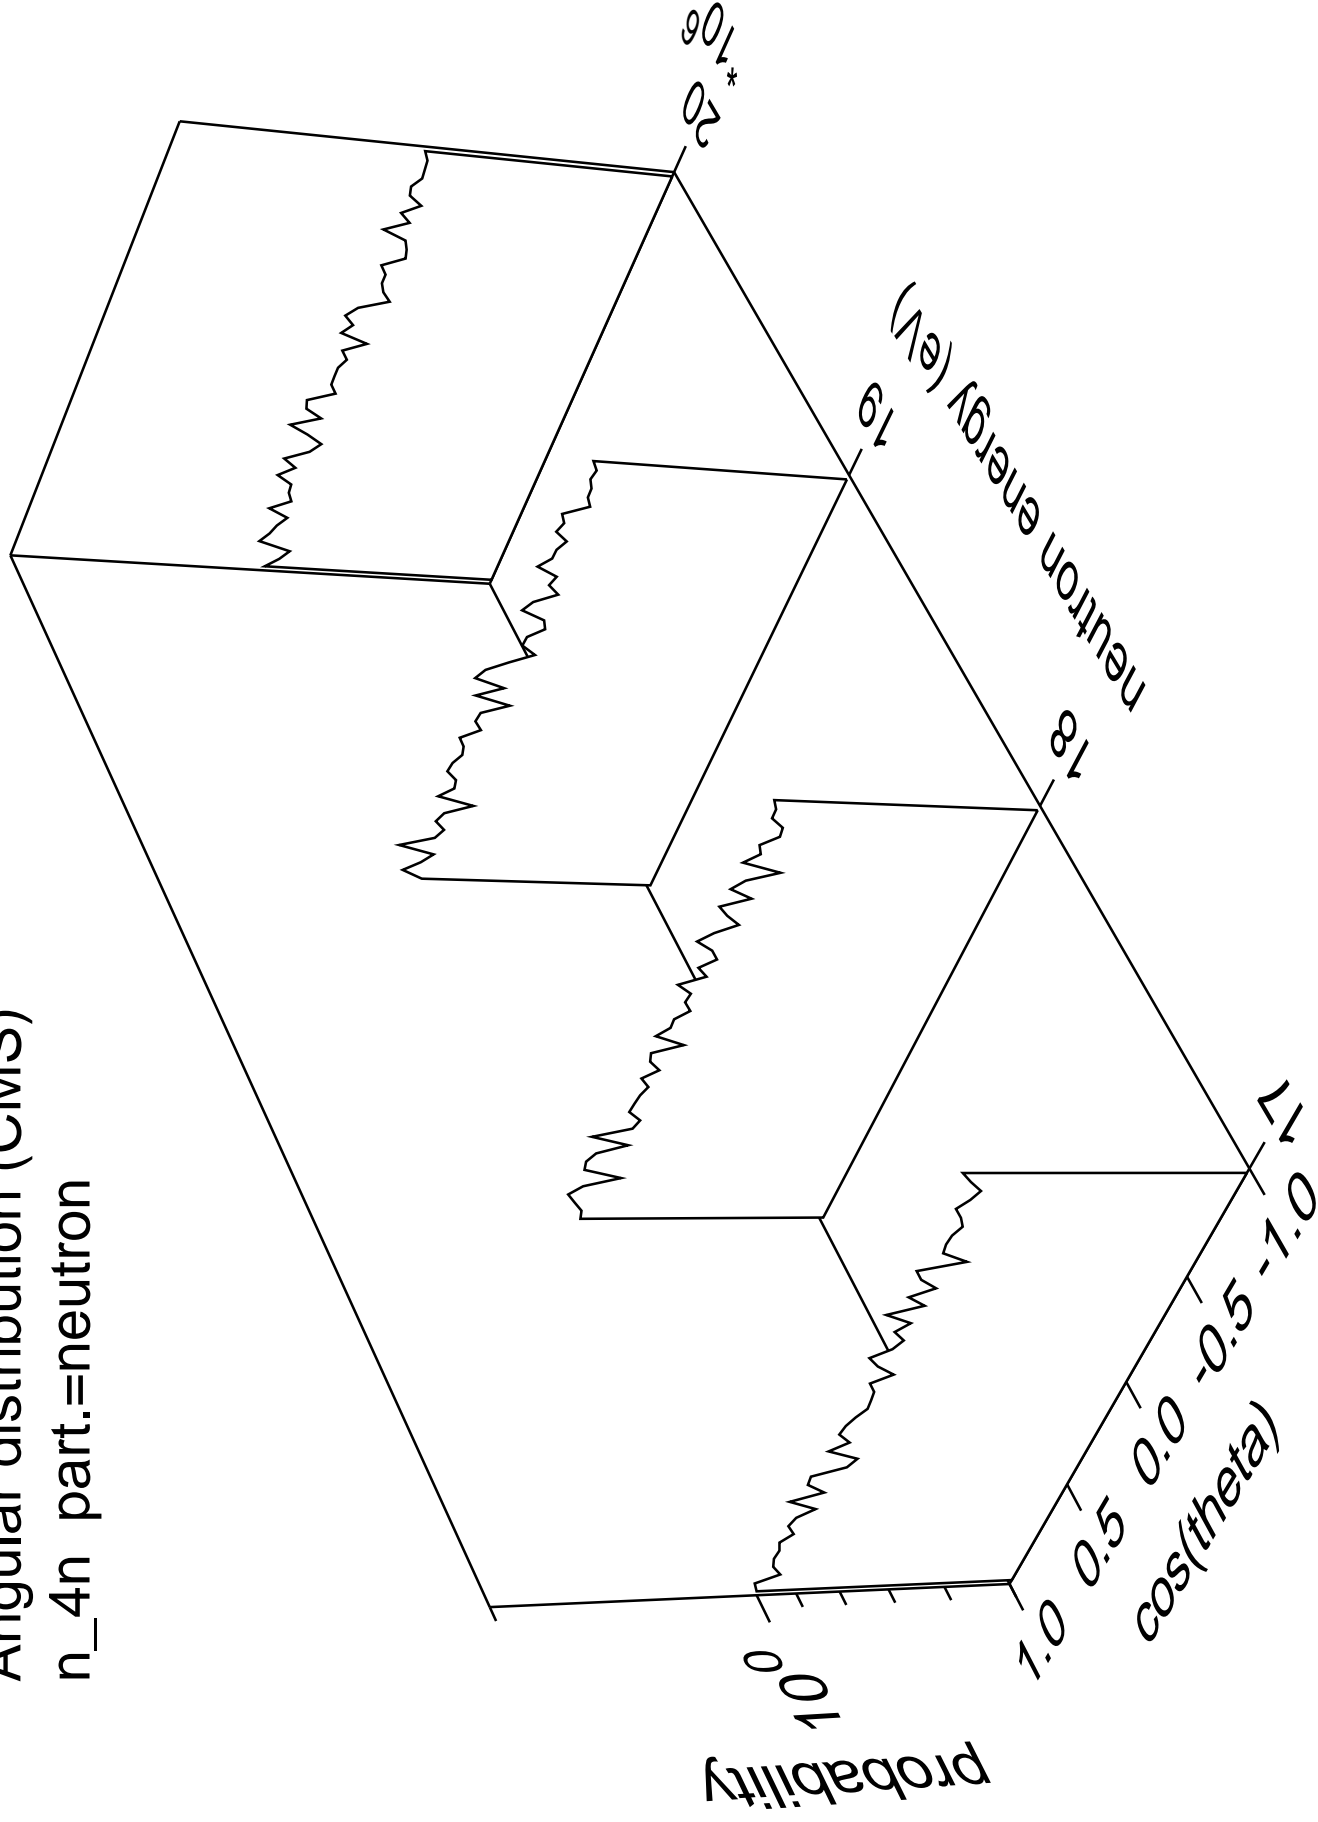 Angular distribution (CMS)
n_4n part.=neutron
probability
10^0
1.0 0.5 0.0 -0.5 -1.0
cos(theta)
17 18 19 20
*10^6
neutron energy (eV)